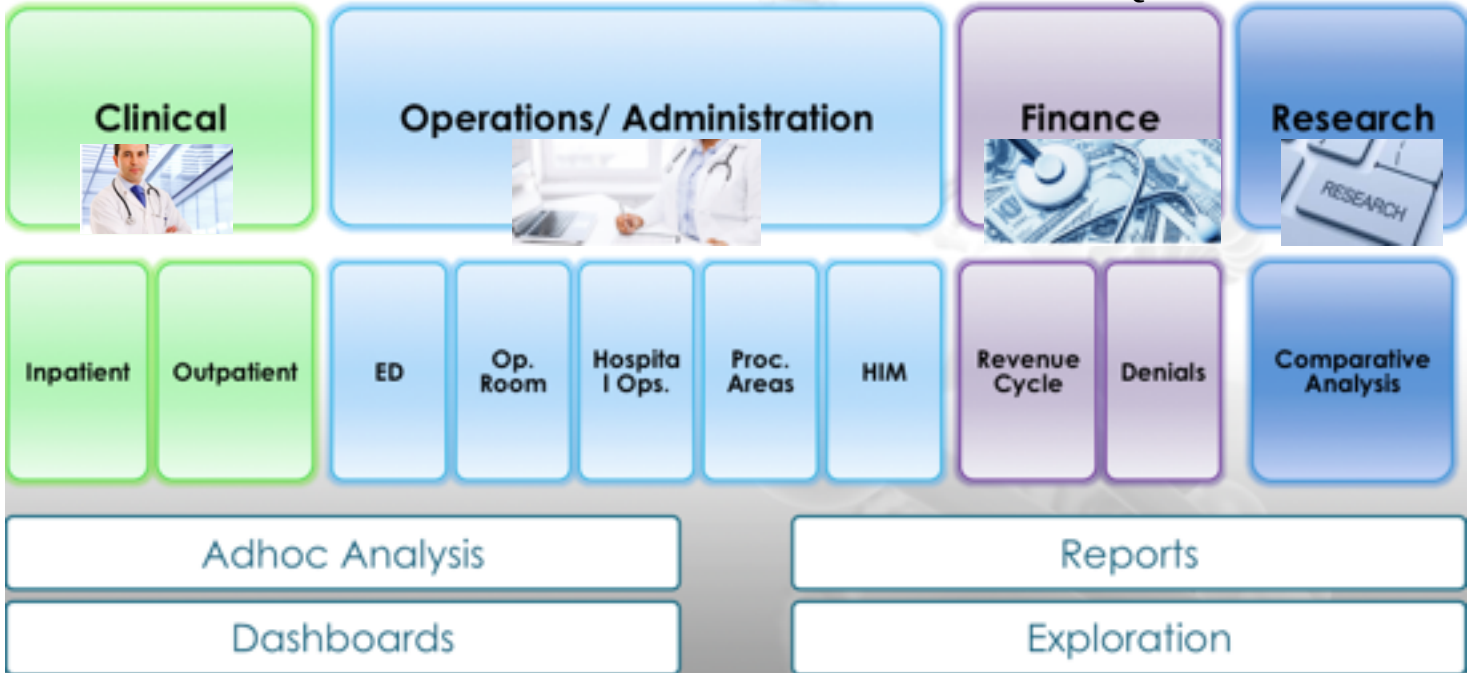 Clinical
Operations/ Administration
Finance
Research
RESEARCH
Inpatient
Outpatient
ED
Op.
Room
Hospita
l Ops.
Proc.
Areas
HIM
Revenue
Cycle
Denials
Comparative
Analysis
Adhoc Analysis
Reports
Dashboards
Exploration